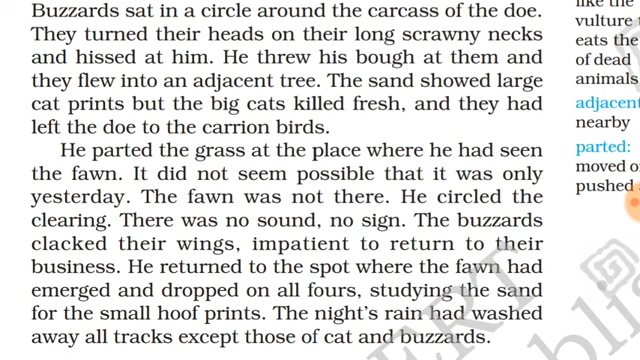 Buzzards sat in a circle around the carcass of the doe.
They turned their heads on their long scrawny necks
and hissed at him. He threw his bough at them and
they flew into an adjacent tree. The sand showed large
cat prints but the big cats killed fresh, and they had
left the doe to the carrion birds.
He parted the grass at the place where he had seen
the fawn. It did not seem possible that it was only
yesterday. The fawn was not there. He circled the
clearing. There was no sound, no sign. The buzzards
clacked their wings, impatient to return to their
business. He returned to the spot where the fawn had
emerged and dropped on all fours, studying the sand
for the small hoof prints. The night's rain had washed
away all tracks except those of cat and buzzards.
like the
vulture
eats the
of dead
animals
adjacent
nearby
parted:
moved
pushed